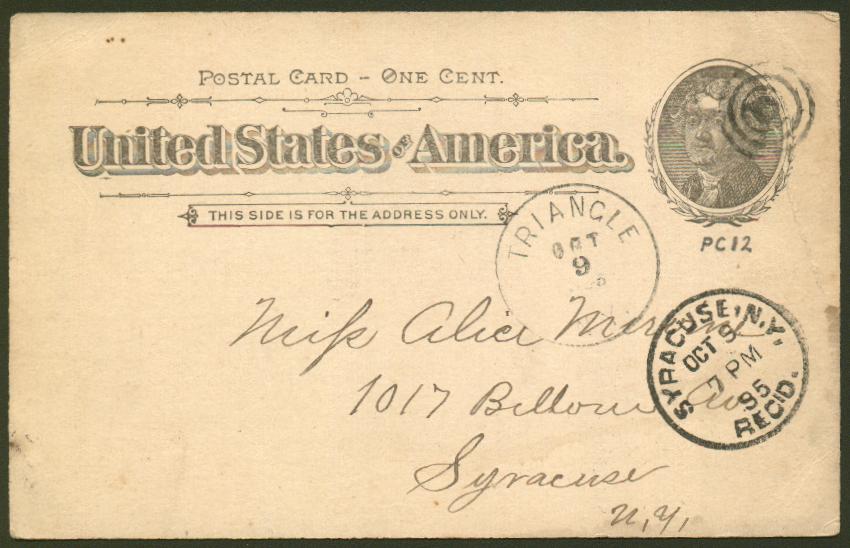 POSTAL CARD - ONE CENT.
United States OF America.
THIS SIDE IS FOR THE ADDRESS ONLY.
PC12
TRIANGLE
OCT
9
SYRACUSE, N.Y.
OCT 9
7 PM
95
REC'D.
Miss Alice
1017 Av
Syracuse
N.Y.